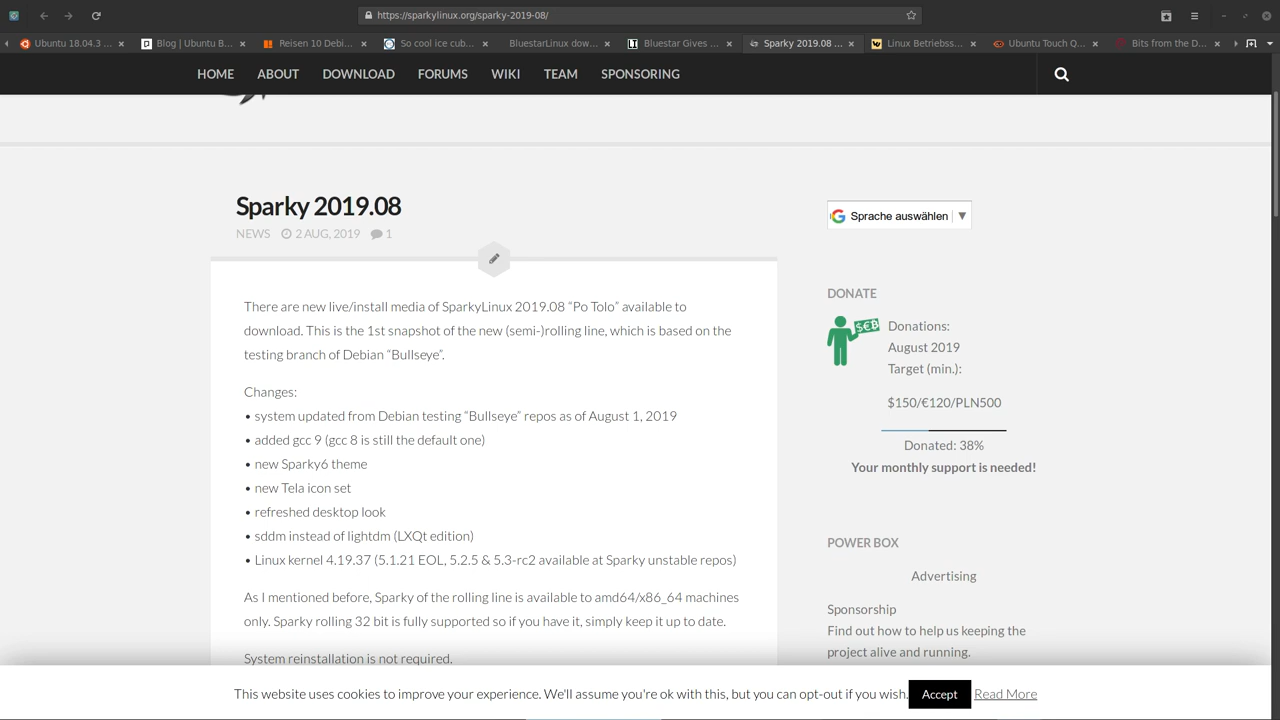 https://sparkylinux.org/sparky-2019-08/
Ubuntu 18.04.3 ...
Blog | Ubuntu B...
Reisen 10 Debi...
So cool ice cub...
BluestarLinux dow...
Bluestar Gives ...
Sparky 2019.08 ...
Linux Betriebss...
Ubuntu Touch Q...
Bits from the D...
HOME ABOUT DOWNLOAD FORUMS WIKI TEAM SPONSORING
Sparky 2019.08
NEWS 2 AUG, 2019 1
There are new live/install media of SparkyLinux 2019.08 “Po Tolo” available to
download. This is the 1st snapshot of the new (semi-)rolling line, which is based on the
testing branch of Debian “Bullseye”.
Changes:
• system updated from Debian testing “Bullseye” repos as of August 1, 2019
• added gcc 9 (gcc 8 is still the default one)
• new Sparky6 theme
• new Tela icon set
• refreshed desktop look
• sddm instead of lightdm (LXQt edition)
• Linux kernel 4.19.37 (5.1.21 EOL, 5.2.5 & 5.3-rc2 available at Sparky unstable repos)
As I mentioned before, Sparky of the rolling line is available to amd64/x86_64 machines
only. Sparky rolling 32 bit is fully supported so if you have it, simply keep it up to date.
System reinstallation is not required.
Sprache auswählen
DONATE
$€B
Donations:
August 2019
Target (min.):
$150/€120/PLN500
Donated: 38%
Your monthly support is needed!
POWER BOX
Advertising
Sponsorship
Find out how to help us keeping the
project alive and running.
This website uses cookies to improve your experience. We'll assume you're ok with this, but you can opt-out if you wish. Accept Read More